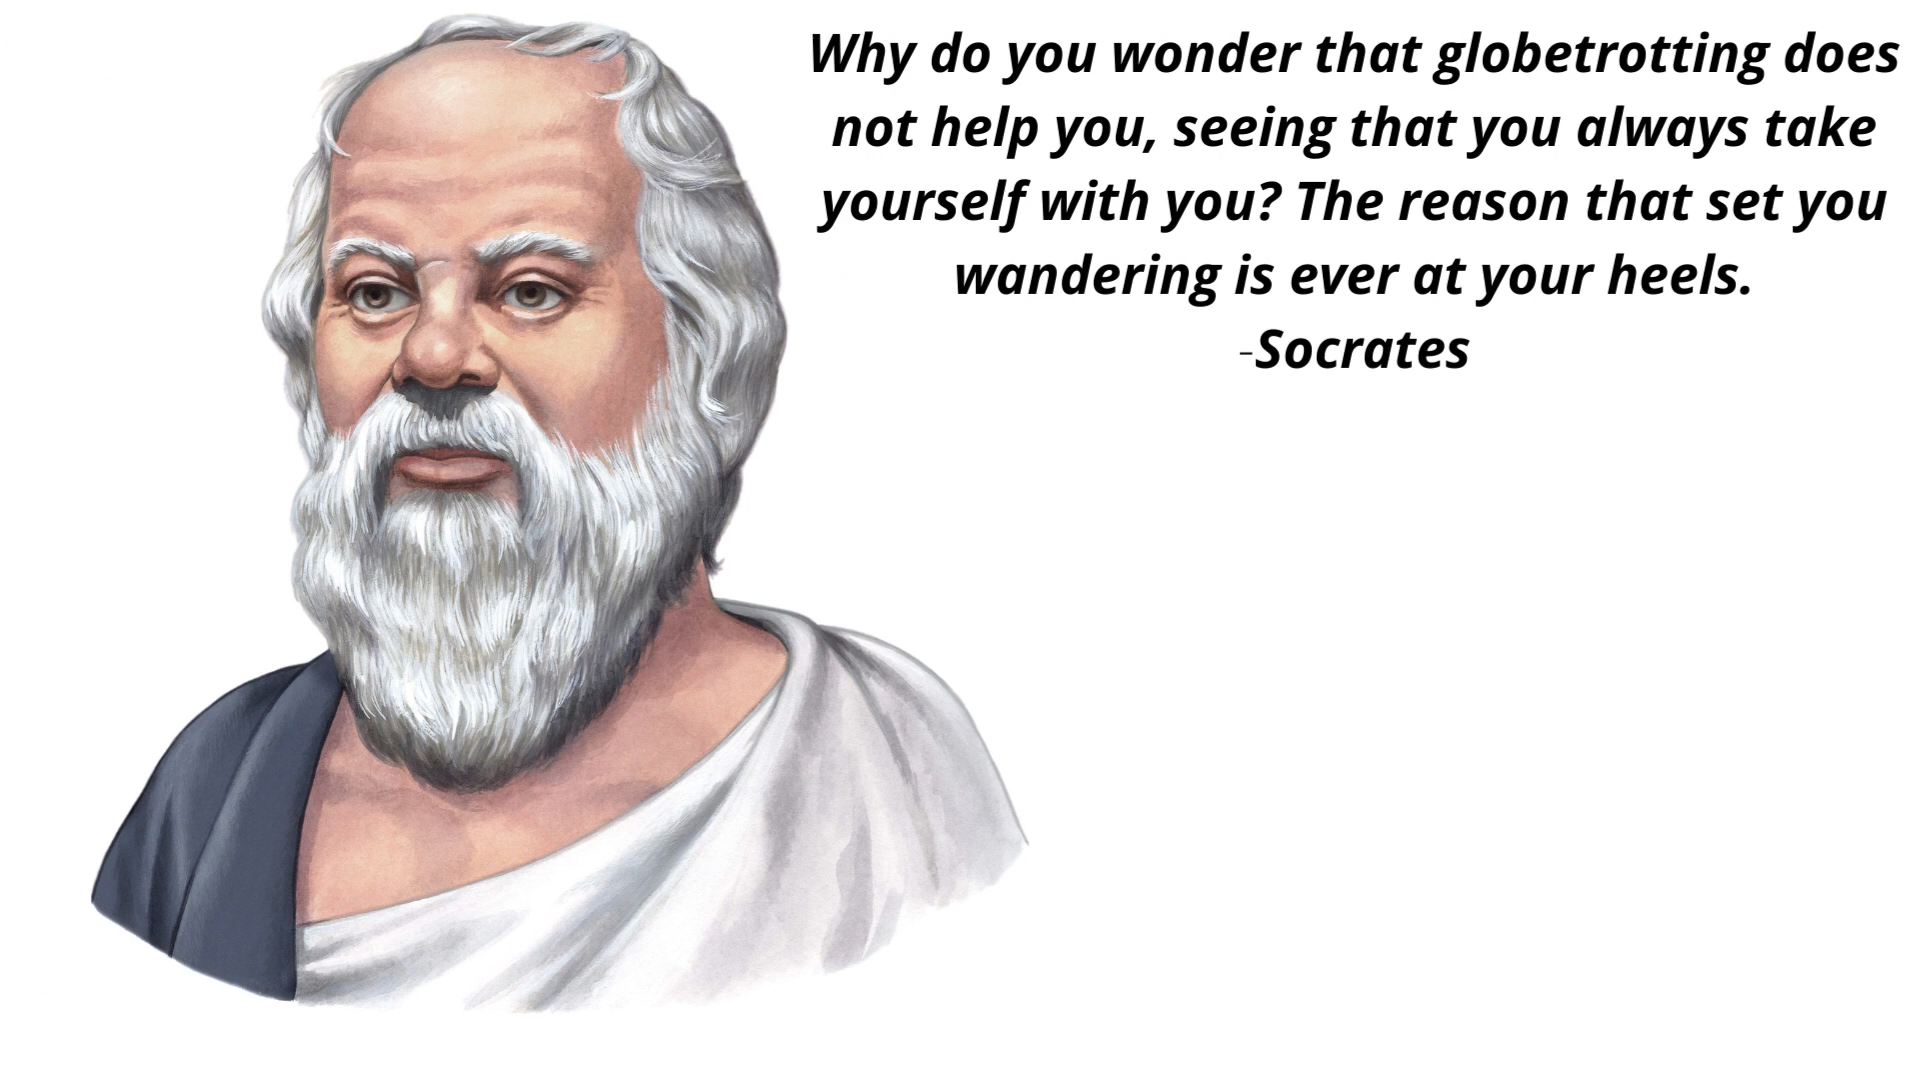 Why do you wonder that globetrotting does
not help you, seeing that you always take
yourself with you? The reason that set you
wandering is ever at your heels.
-Socrates